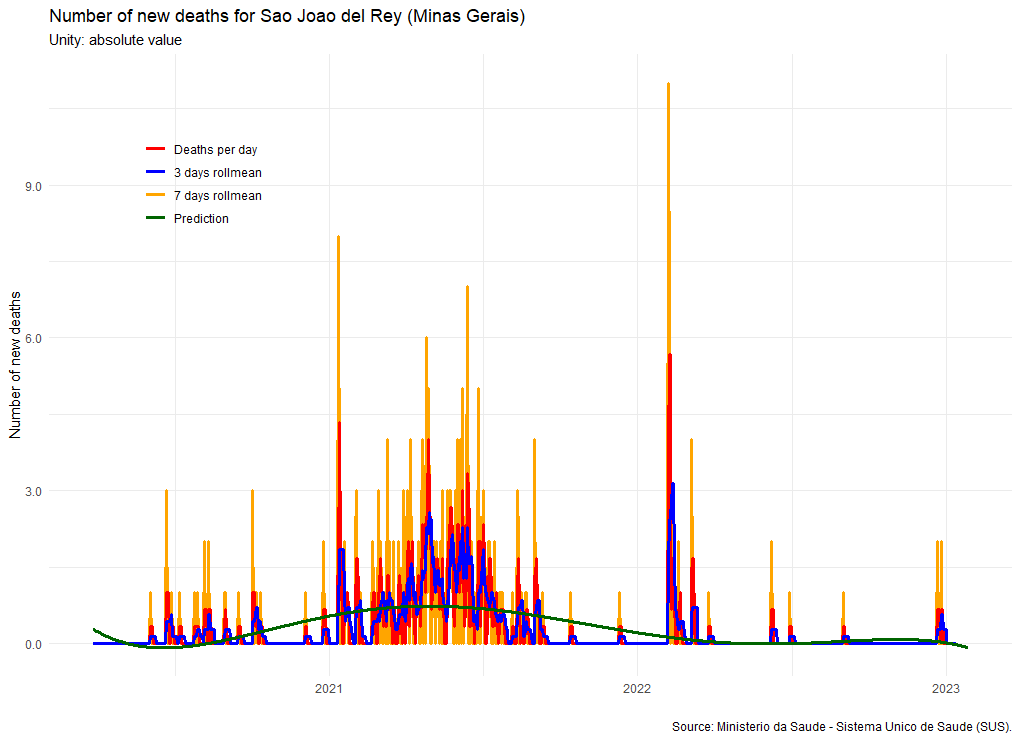 Number of new deaths for Sao Joao del Rey (Minas Gerais)
Unity: absolute value
Number of new deaths
9.0
6.0
3.0
0.0
Deaths per day
3 days rollmean
7 days rollmean
Prediction
2021
2022
2023
Source: Ministerio da Saude - Sistema Unico de Saude (SUS).